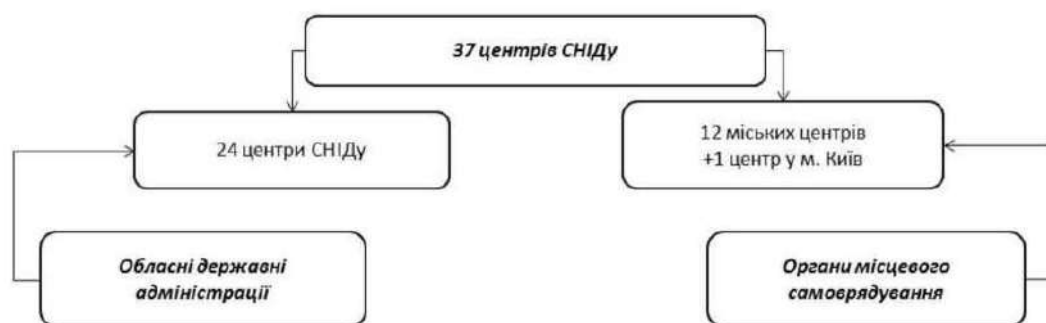 37 центрів СНІДу
24 центри СНІДу
12 міських центрів
+1 центр у м. Київ
Обласні державні
адміністрації
Органи місцевого
самоврядування